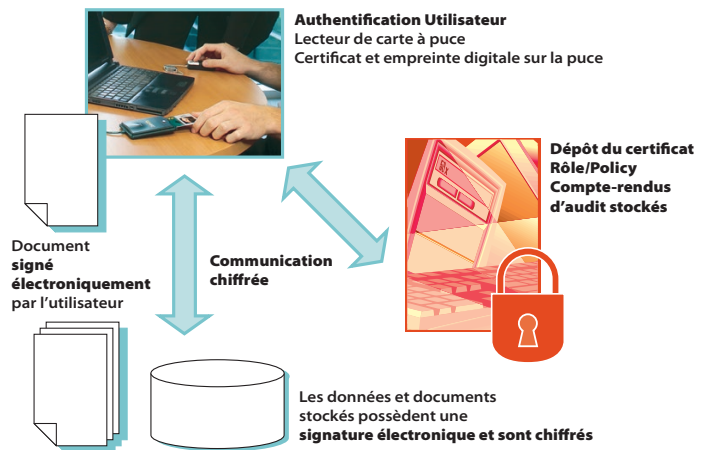 Authentification Utilisateur
Lecteur de carte à puce
Certificat et empreinte digitale sur la puce
Dépôt du certificat
Rôle/Policy
Compte-rendus
d'audit stockés
Document
signé
électroniquement
par l'utilisateur
Communication
chiffrée
Les données et documents
stockés possèdent une
signature électronique et sont chiffrés